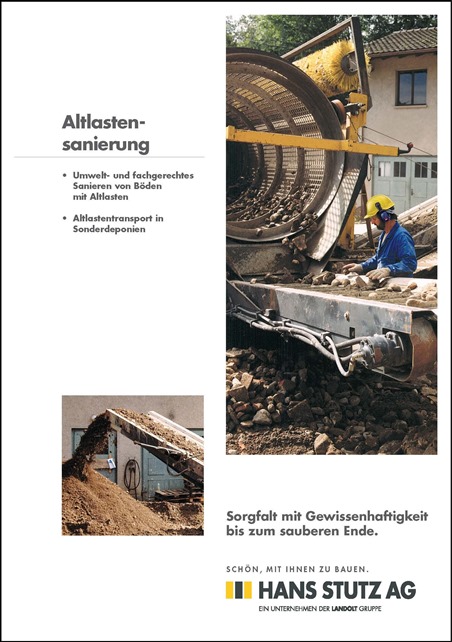 Altlasten-
sanierung
• Umwelt- und fachgerechtes
Sanieren von Böden
mit Altlasten
• Altlastentransport in
Sonderdeponien
Sorgfalt mit Gewissenhaftigkeit
bis zum sauberen Ende.
SCHÖN, MIT IHNEN ZU BAUEN.
HANS STUTZ AG
EIN UNTERNEHMEN DER LANDOLT GRUPPE